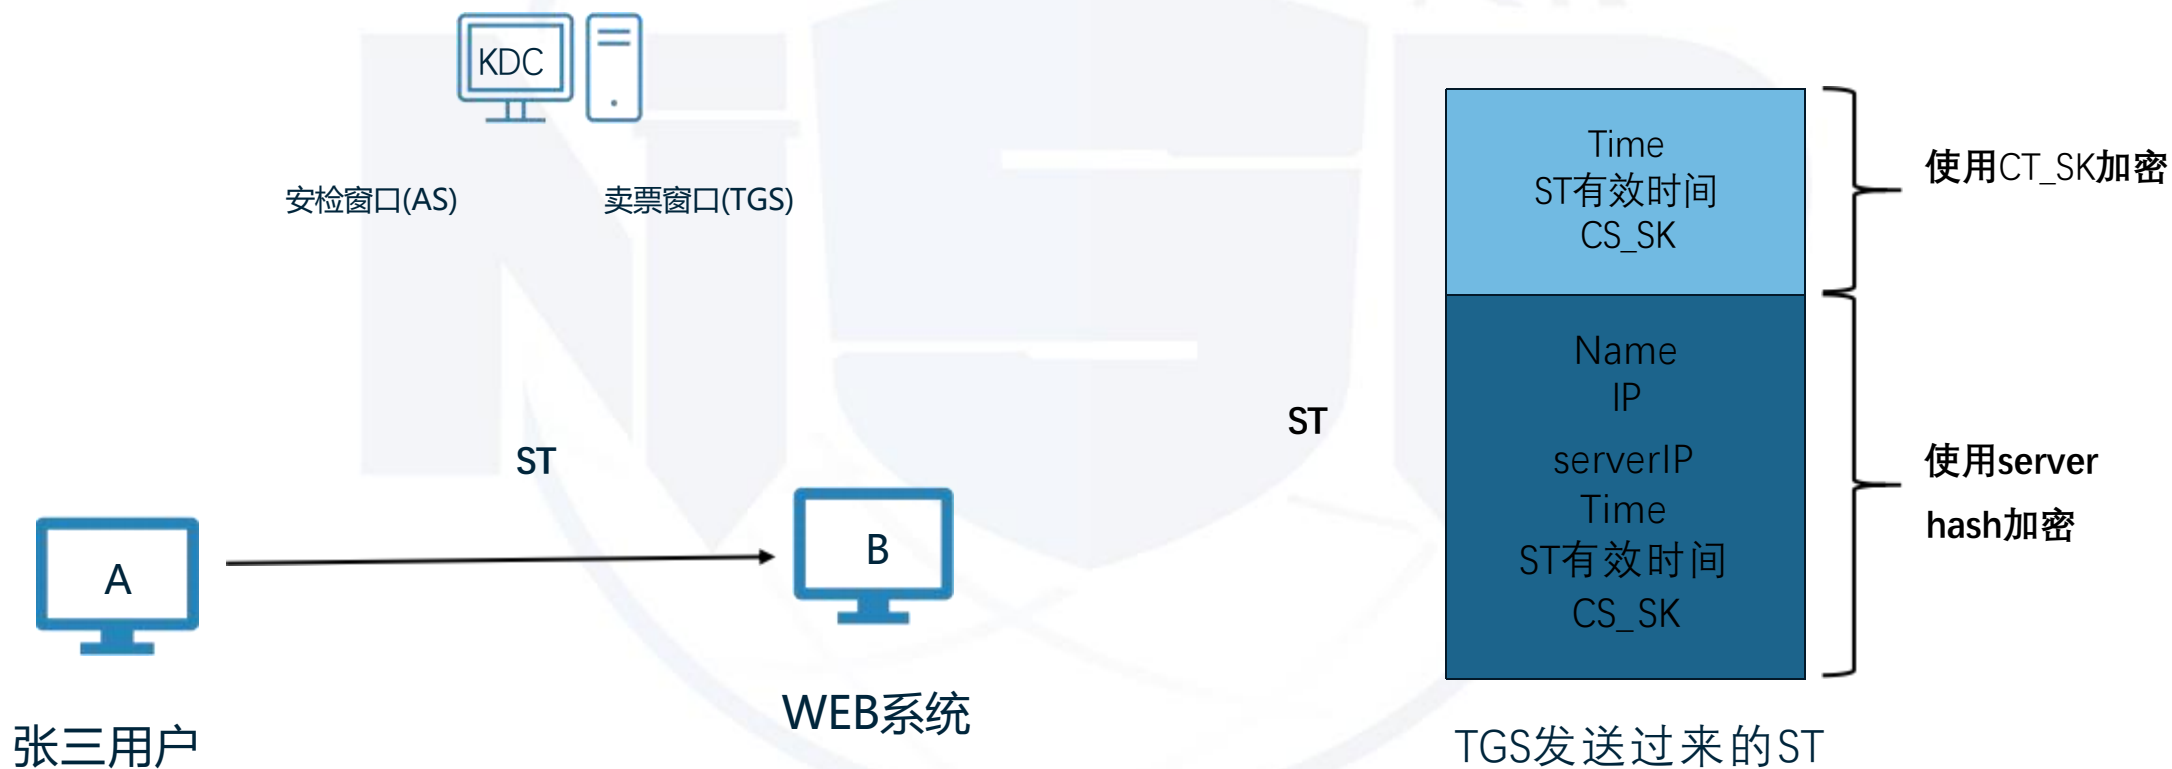 KDC
安检窗口(AS)
卖票窗口(TGS)
ST
A
B
张三用户
WEB系统
ST
Time
ST有效时间
CS_SK
使用CT_SK加密
Name
IP
serverIP
Time
ST有效时间
CS_SK
使用server
hash加密
TGS发送过来的ST